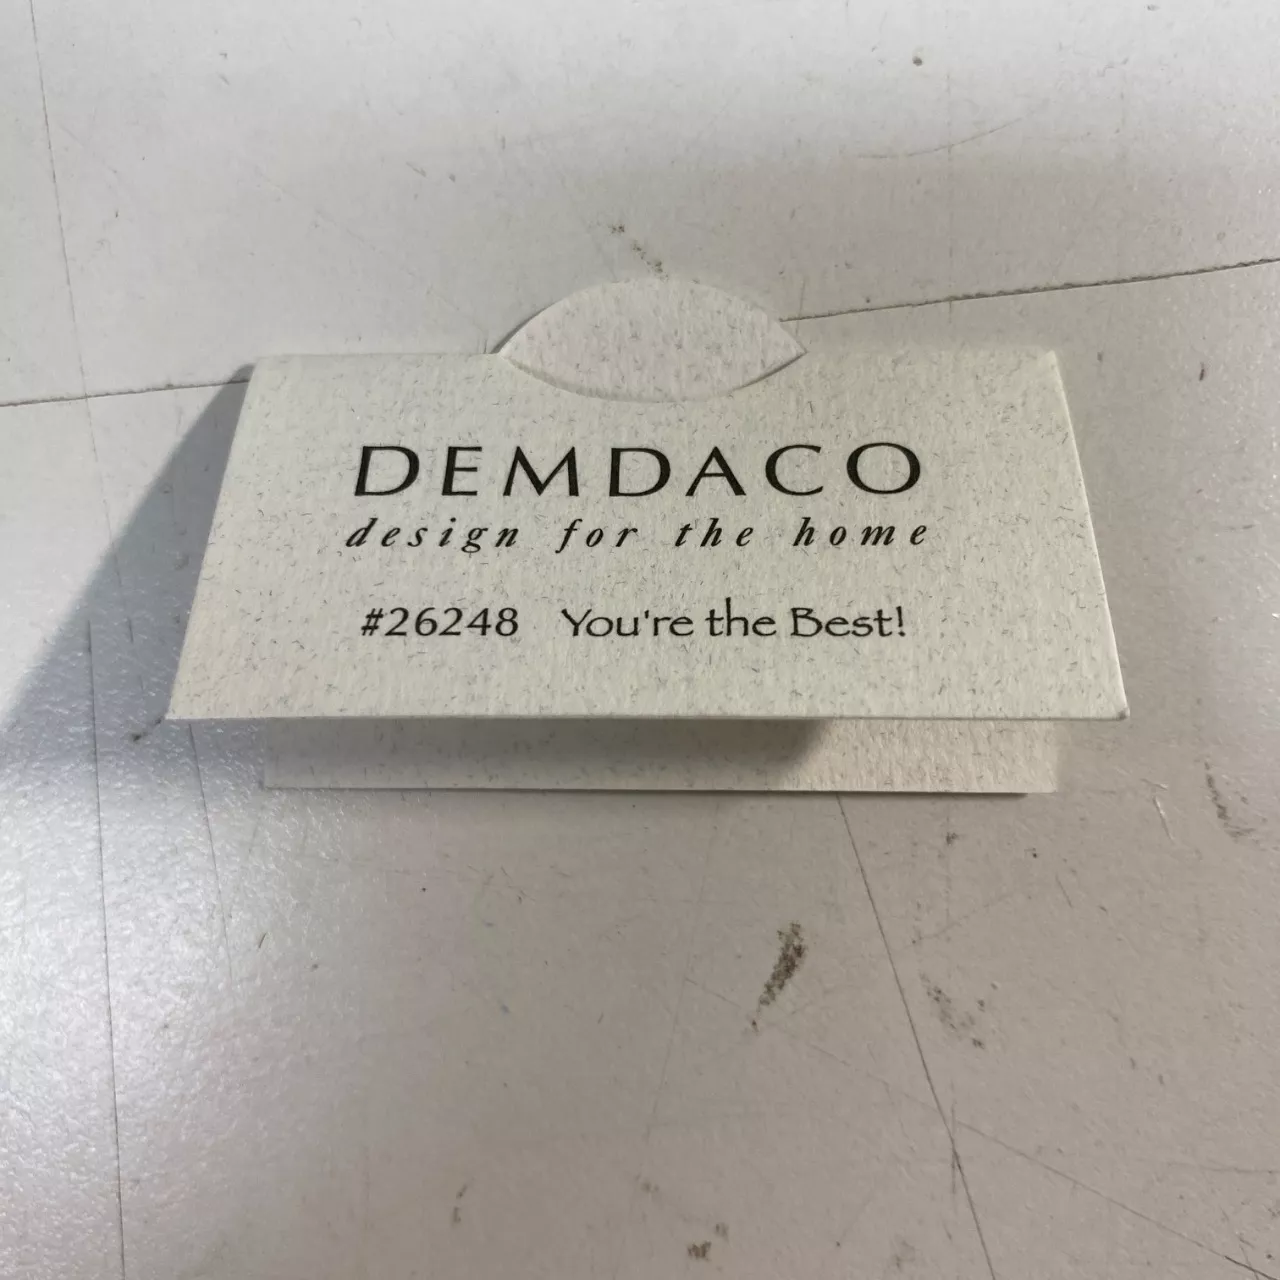 DEMDACO
design for the home
#26248 You're the Best!